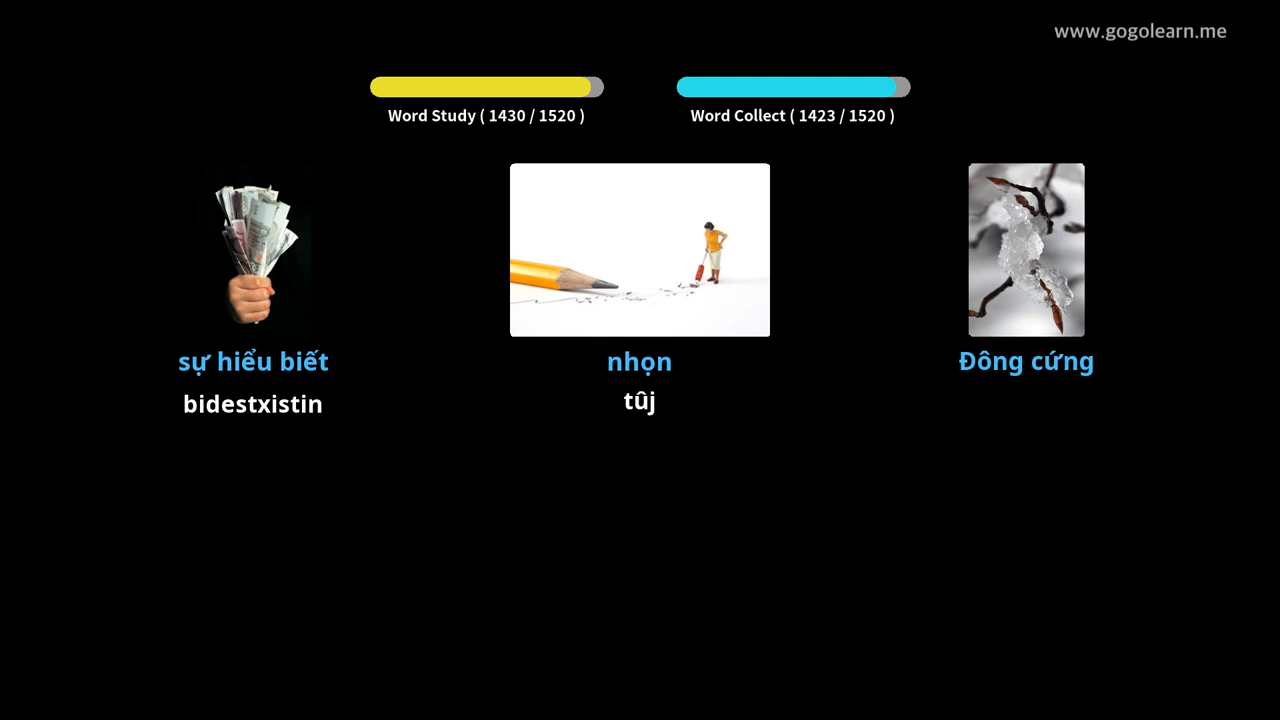 www.gogolearn.me
Word Study ( 1430 / 1520 )
Word Collect ( 1423 / 1520 )
sự hiểu biết
bidestxistin
nhọn
tûj
Đông cứng